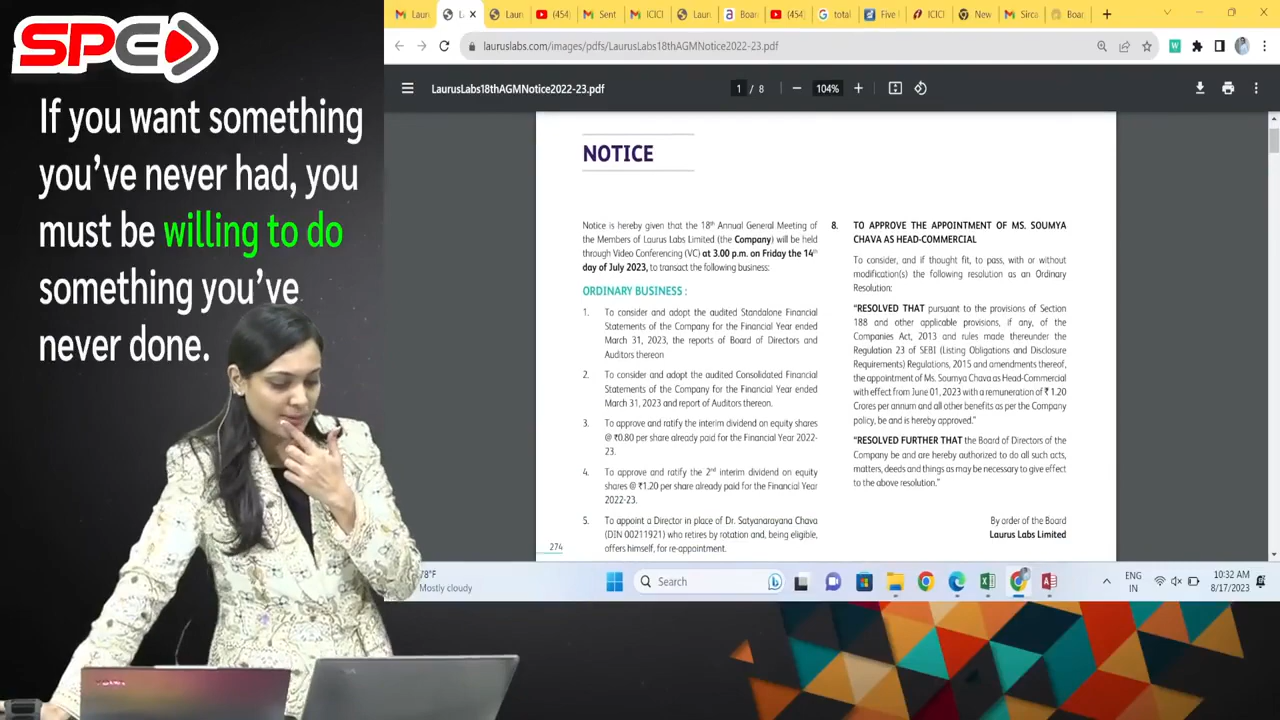 SPE
If you want something
you've never had, you
must be willing to do
something you've
never done.
Laun
L
Laun
(454)
Sent
ICICI
Laun
Boar
(454)
total
Five
ICICI
New
Sirca
Boar
lauruslabs.com/images/pdfs/LaurusLabs18thAGMNotice2022-23.pdf
LaurusLabs18thAGMNotice2022-23.pdf
1 / 8
104%
NOTICE
Notice is hereby given that the 18th Annual General Meeting of
the Members of Laurus Labs Limited (the Company) will be held
through Video Conferencing (VC) at 3.00 p.m. on Friday the 14th
day of July 2023, to transact the following business:
ORDINARY BUSINESS :
1. To consider and adopt the audited Standalone Financial
Statements of the Company for the Financial Year ended
March 31, 2023, the reports of Board of Directors and
Auditors thereon
2. To consider and adopt the audited Consolidated Financial
Statements of the Company for the Financial Year ended
March 31, 2023 and report of Auditors thereon.
3. To approve and ratify the interim dividend on equity shares
@ ₹0.80 per share already paid for the Financial Year 2022-
23.
4. To approve and ratify the 2nd interim dividend on equity
shares @ ₹1.20 per share already paid for the Financial Year
2022-23.
5. To appoint a Director in place of Dr. Satyanarayana Chava
(DIN 00211921) who retires by rotation and, being eligible,
offers himself, for re-appointment.
274
8. TO APPROVE THE APPOINTMENT OF MS. SOUMYA
CHAVA AS HEAD-COMMERCIAL
To consider, and if thought fit, to pass, with or without
modification(s) the following resolution as an Ordinary
Resolution:
"RESOLVED THAT pursuant to the provisions of Section
188 and other applicable provisions, if any, of the
Companies Act, 2013 and rules made thereunder the
Regulation 23 of SEBI (Listing Obligations and Disclosure
Requirements) Regulations, 2015 and amendments thereof,
the appointment of Ms. Soumya Chava as Head-Commercial
with effect from June 01, 2023 with a remuneration of ₹ 1.20
Crores per annum and all other benefits as per the Company
policy, be and is hereby approved."
"RESOLVED FURTHER THAT the Board of Directors of the
Company be and are hereby authorized to do all such acts,
matters, deeds and things as may be necessary to give effect
to the above resolution."
By order of the Board
Laurus Labs Limited
78°F
Mostly cloudy
Search
ENG
IN
10:32 AM
8/17/2023